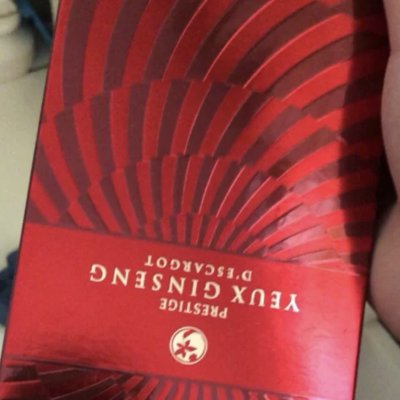 PRESTIGE
YEUX GINSENG
D'ESCARGOT